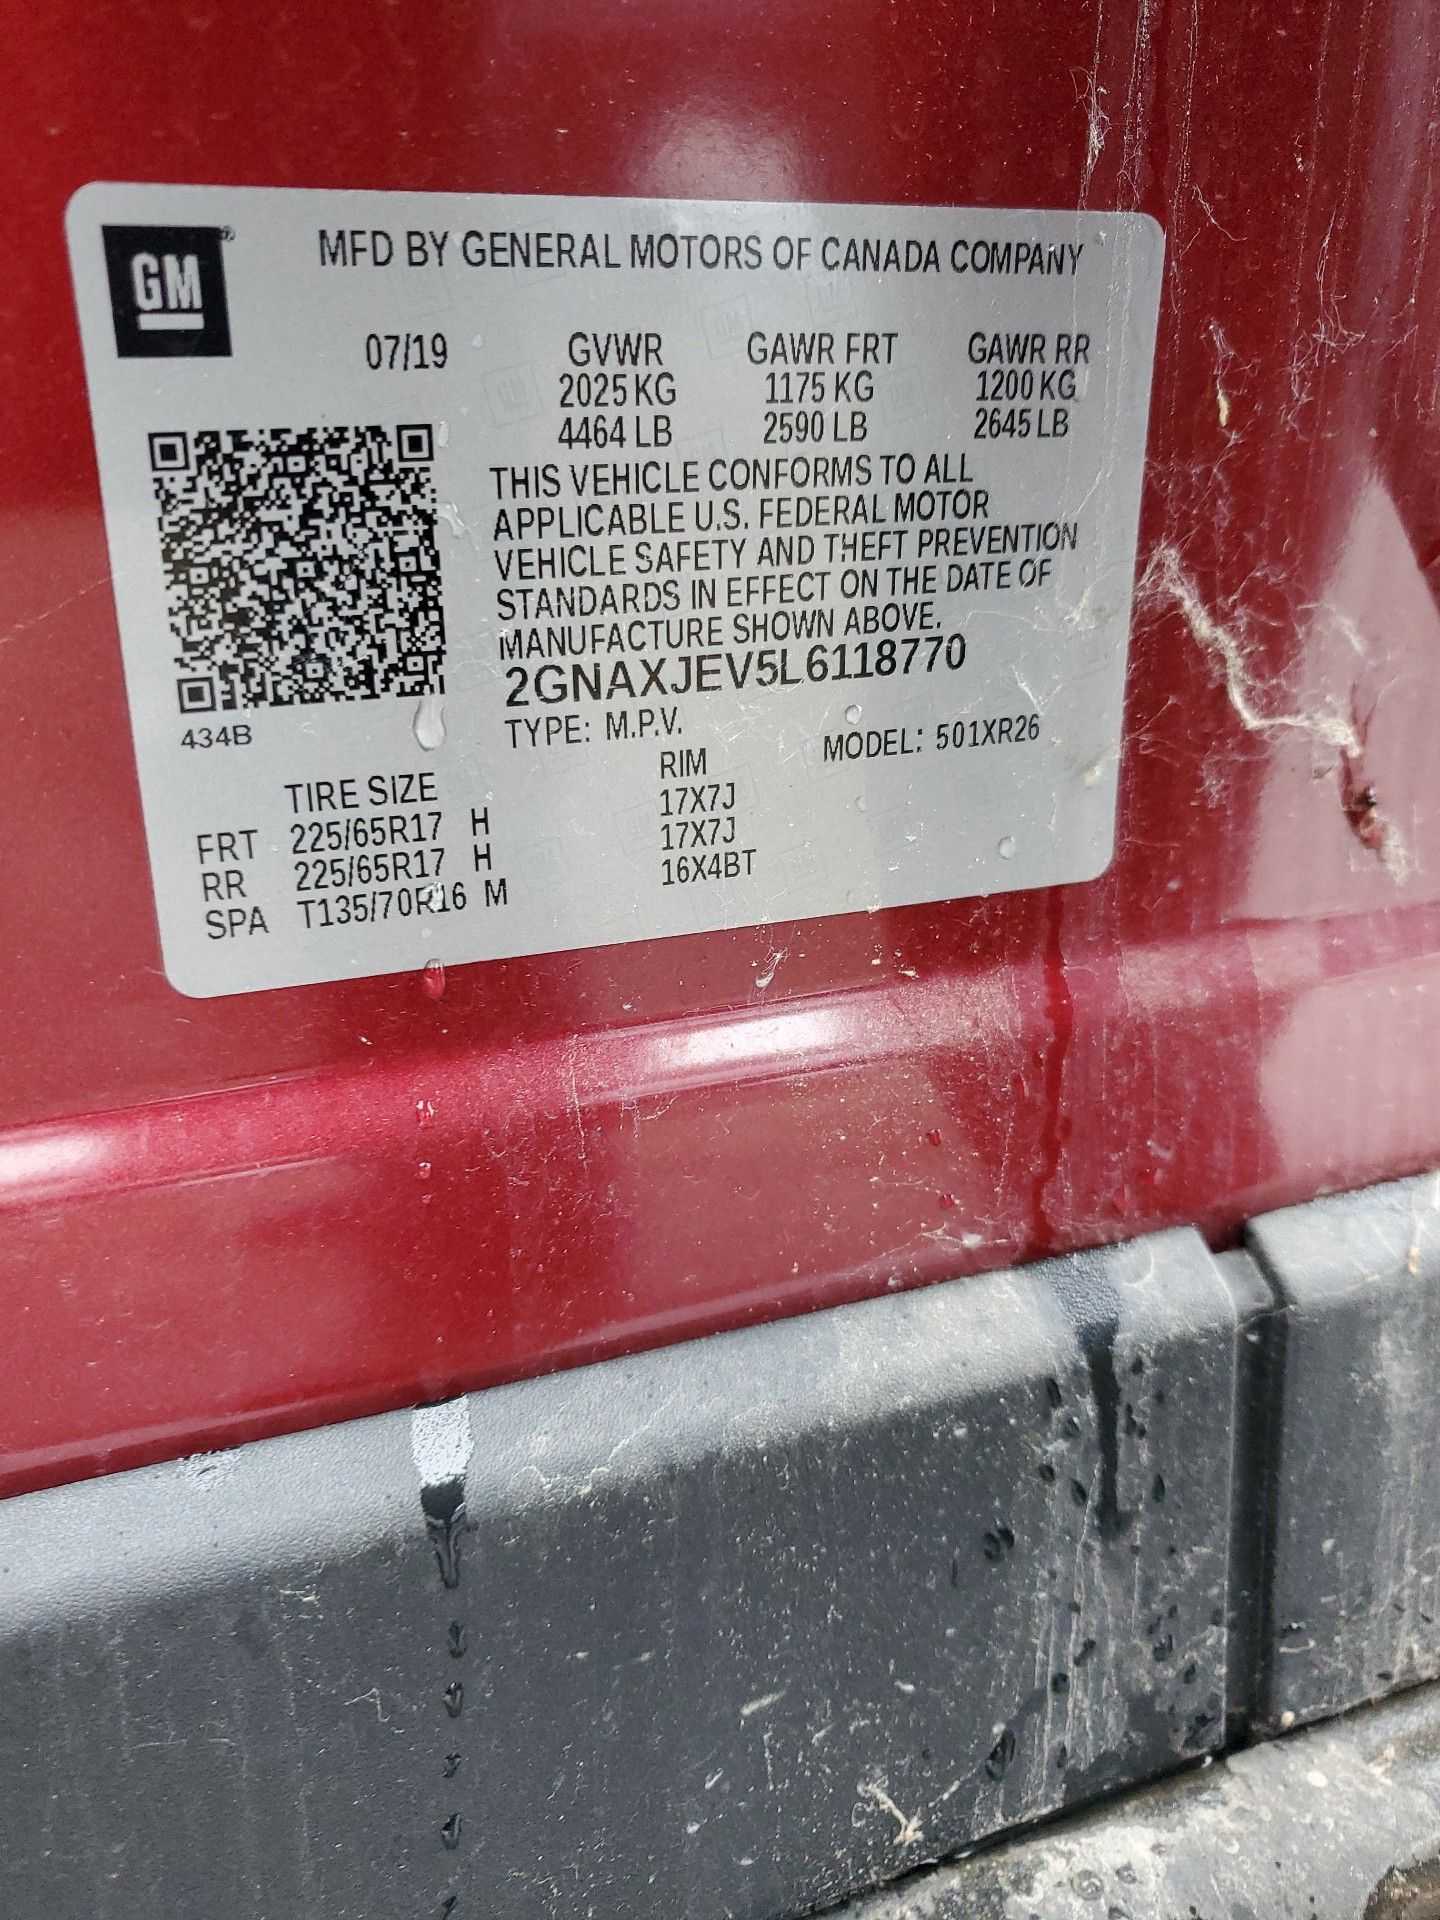 GM ®
MFD BY GENERAL MOTORS OF CANADA COMPANY
07/19 GVWR GAWR FRT GAWR RR
2025 KG 1175 KG 1200 KG
4464 LB 2590 LB 2645 LB
THIS VEHICLE CONFORMS TO ALL
APPLICABLE U.S. FEDERAL MOTOR
VEHICLE SAFETY AND THEFT PREVENTION
STANDARDS IN EFFECT ON THE DATE OF
MANUFACTURE SHOWN ABOVE.
2GNAXJEV5L6118770
434B
TYPE: M.P.V. MODEL: 501XR26
TIRE SIZE RIM
FRT 225/65R17 H 17X7J
RR 225/65R17 H 17X7J
SPA T135/70R16 M 16X4BT